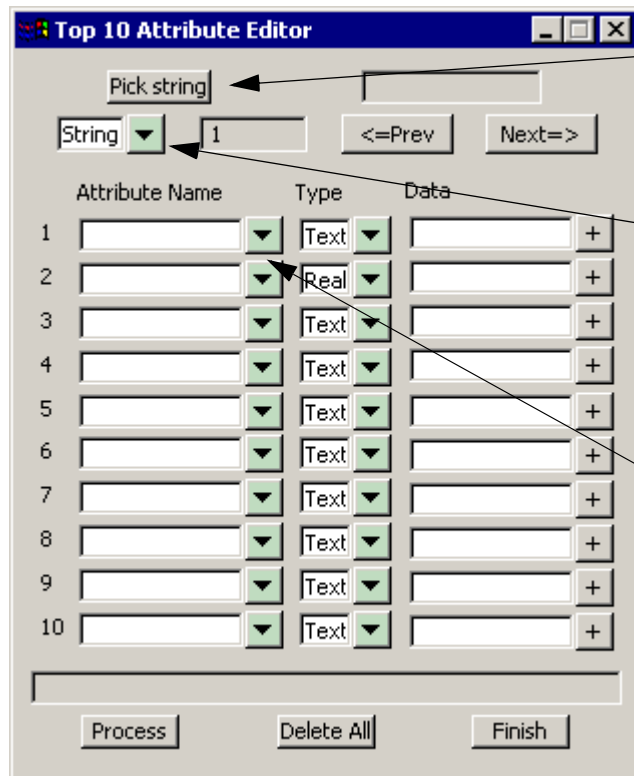 Top 10 Attribute Editor
Pick string
String 1 <=Prev Next=>
Attribute Name Type Data
1 Text +
2 Real +
3 Text +
4 Text +
5 Text +
6 Text +
7 Text +
8 Text +
9 Text +
10 Text +
Process Delete All Finish